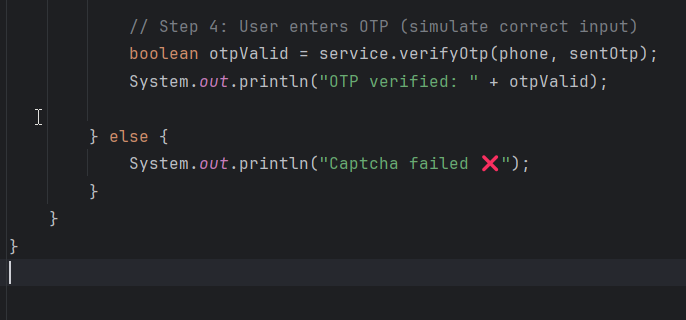 // Step 4: User enters OTP (simulate correct input)
boolean otpValid = service.verifyOtp(phone, sentOtp);
System.out.println("OTP verified: " + otpValid);
} else {
System.out.println("Captcha failed ❌");
}
}
}